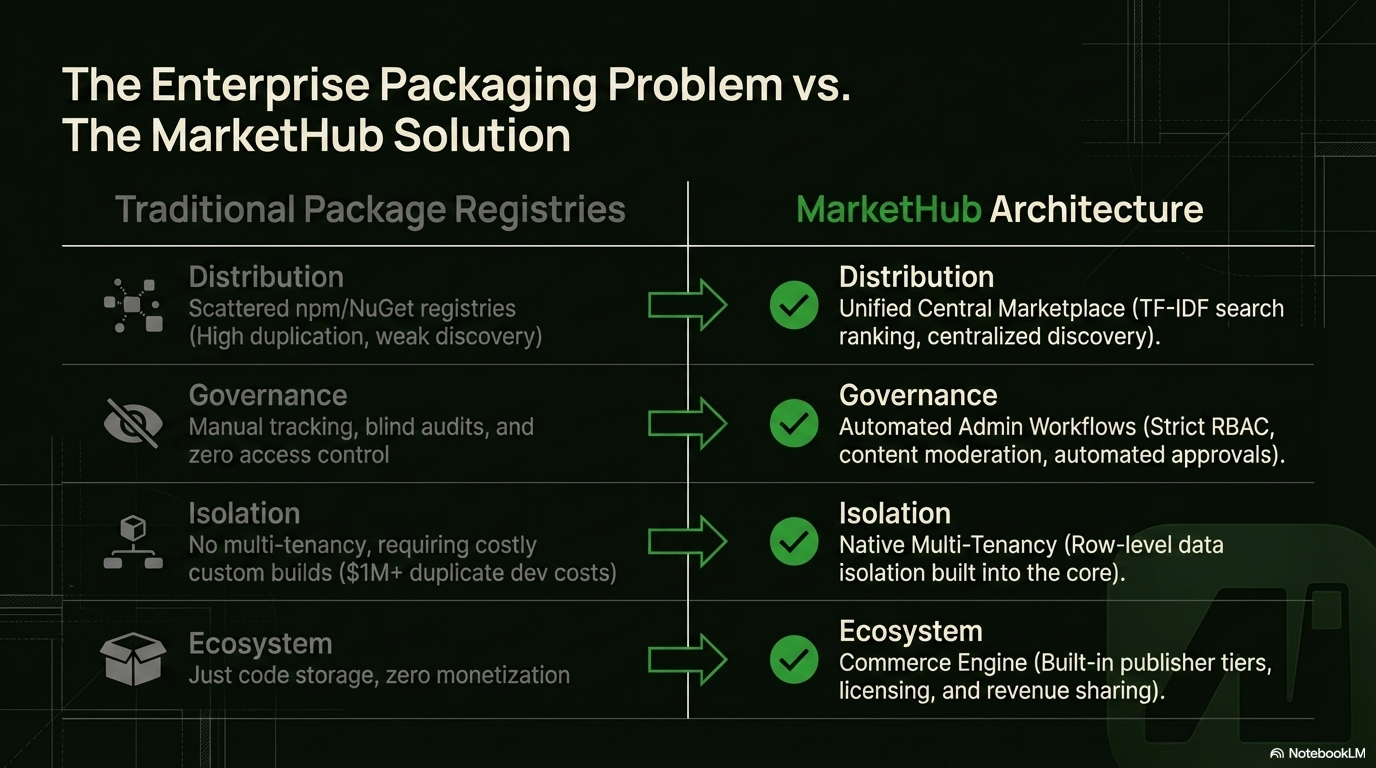 The Enterprise Packaging Problem vs.
The MarketHub Solution
Traditional Package Registries
MarketHub Architecture
Distribution
Scattered npm/NuGet registries
(High duplication, weak discovery)
Distribution
Unified Central Marketplace (TF-IDF search
ranking, centralized discovery).
Governance
Manual tracking, blind audits, and
zero access control
Governance
Automated Admin Workflows (Strict RBAC,
content moderation, automated approvals).
Isolation
No multi-tenancy, requiring costly
custom builds ($1M+ duplicate dev costs)
Isolation
Native Multi-Tenancy (Row-level data
isolation built into the core).
Ecosystem
Just code storage, zero monetization
Ecosystem
Commerce Engine (Built-in publisher tiers,
licensing, and revenue sharing).
NotebookLM